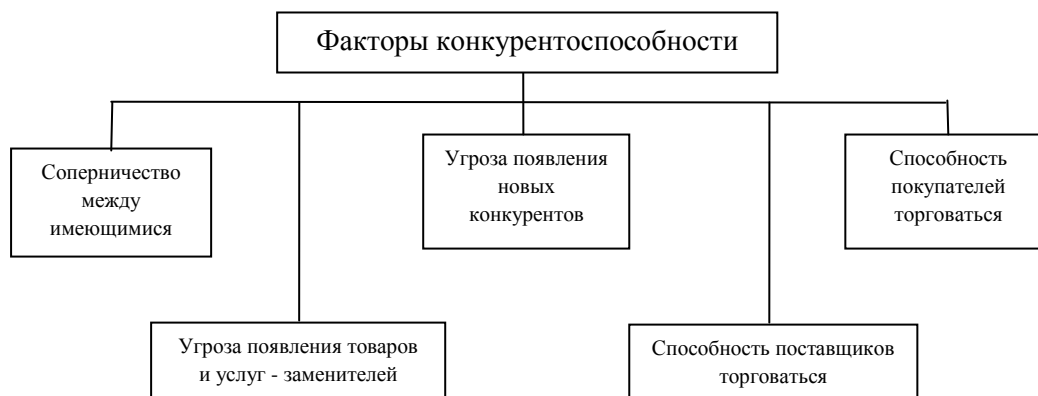 Факторы конкурентоспособности
Соперничество
между
имеющимися
Угроза появления
новых
конкурентов
Способность
покупателей
торговаться
Угроза появления товаров
и услуг - заменителей
Способность поставщиков
торговаться